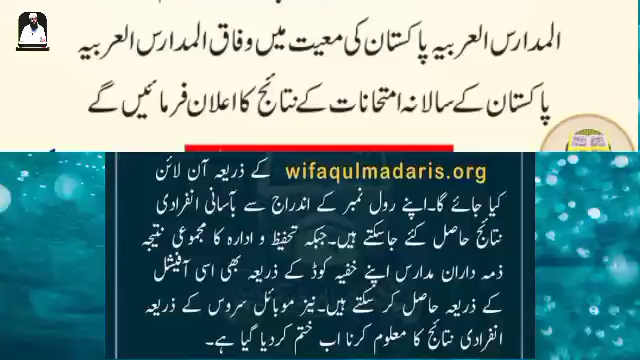 المدارس العربیہ پاکستان کی معیت میں وفاق المدارس العربیہ
پاکستان کے سالانہ امتحانات کے نتائج کا اعلان فرمائیں گے
wifaqulmadaris.org کے ذریعہ آن لائن
کیا جائے گا۔اپنے رول نمبر کے اندراج سے بآسانی انفرادی
نتائج حاصل کئے جاسکتے ہیں۔جبکہ تحفیظ و ادارہ کا مجموعی نتیجہ
ذمہ داران مدارس اپنے خفیہ کوڈ کے ذریعہ بھی اسی آفیشل
کے ذریعہ حاصل کر سکتے ہیں۔نیز موبائل سروس کے ذریعہ
انفرادی نتائج کا معلوم کرنا اب ختم کردیا گیا ہے۔